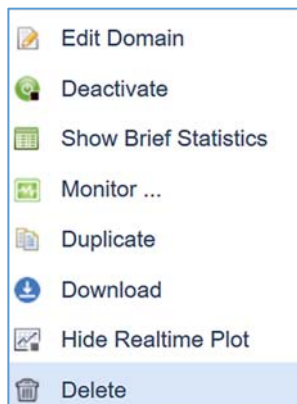 Edit Domain
Deactivate
Show Brief Statistics
Monitor ...
Duplicate
Download
Hide Realtime Plot
Delete